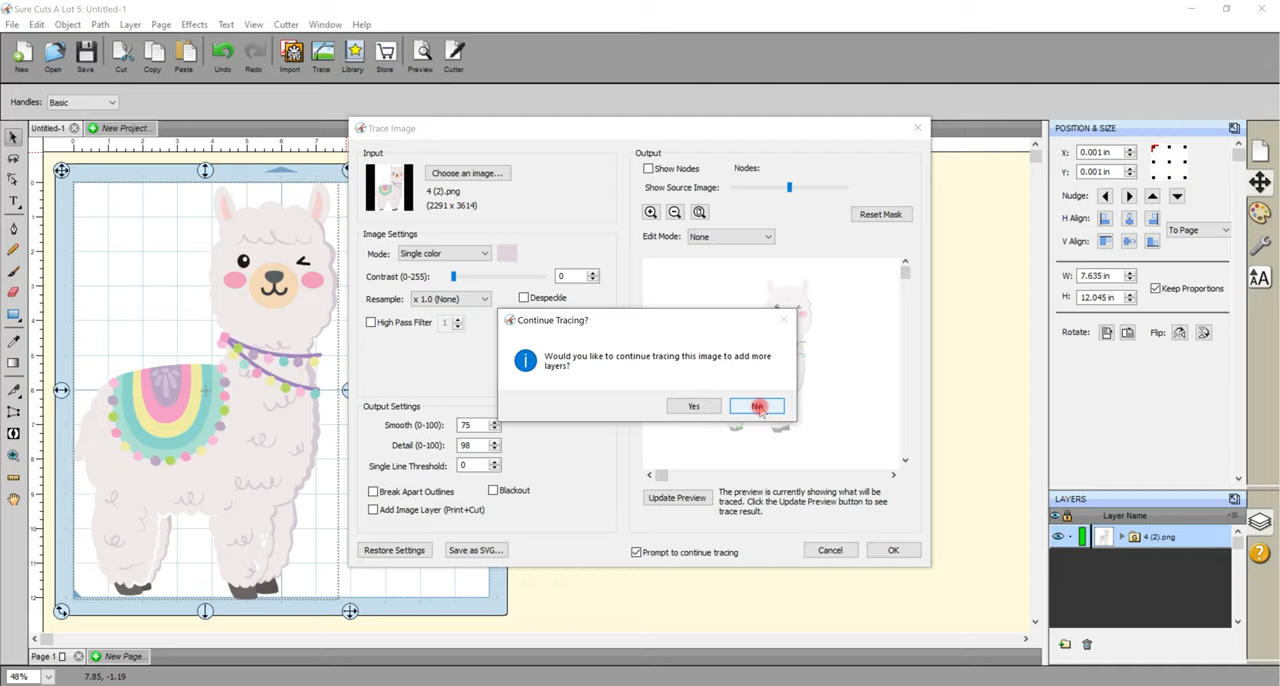 Sure Cuts A Lot 5: Untitled-1
File Edit Object Path Layer Page Effects Text View Cutter Window Help
New Open Save Cut Copy Paste Undo Redo Import Trace Library Store Preview Cutter
Handles: Basic
Untitled-1 New Project...
Trace Image
Input
Choose an image...
4 (2).png
(2291 x 3614)
Image Settings
Mode: Single color
Contrast (0-255): 0
Resample: x 1.0 (None) Despeckle
High Pass Filter 1
Output Settings
Smooth (0-100): 75
Detail (0-100): 98
Single Line Threshold: 0
Break Apart Outlines Blackout
Add Image Layer (Print+Cut)
Restore Settings Save as SVG...
Output
Show Nodes Nodes:
Show Source Image:
Reset Mask
Edit Mode: None
Update Preview
The preview is currently showing what will be
traced. Click the Update Preview button to see
trace result.
Prompt to continue tracing Cancel OK
Continue Tracing?
Would you like to continue tracing this image to add more
layers?
Yes No
POSITION & SIZE
X: 0.001 in
Y: 0.001 in
Nudge:
H Align:
V Align: To Page
W: 7.635 in
H: 12.045 in Keep Proportions
Rotate: Flip:
LAYERS
Layer Name
4 (2).png
Page 1 New Page...
48% 7.85, -1.19